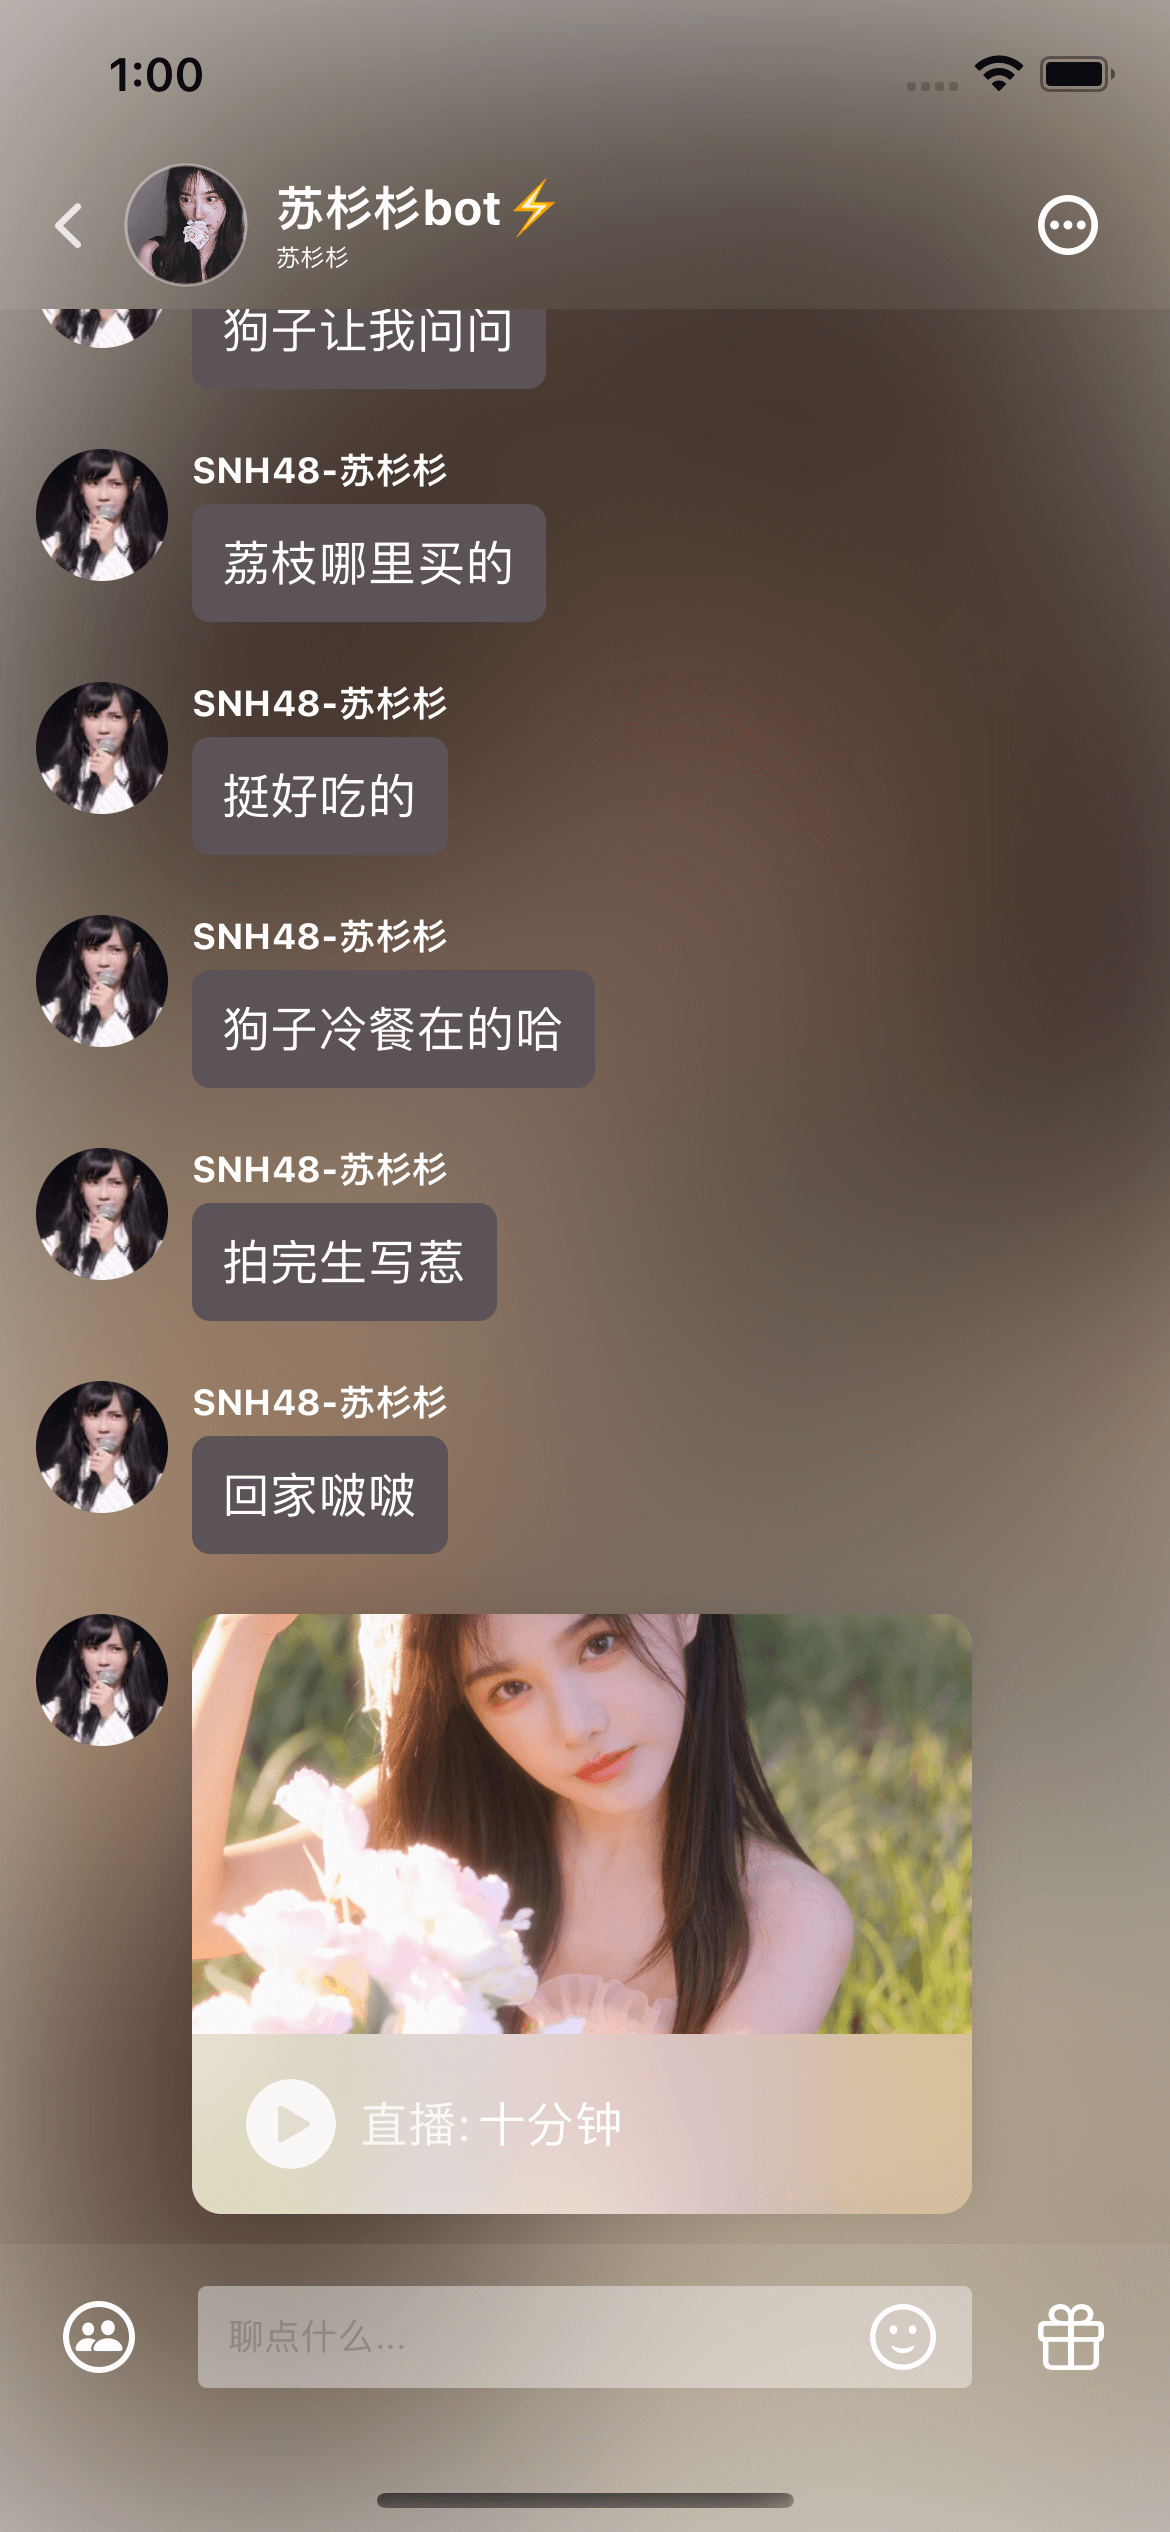 1:00
苏杉杉bot⚡
苏杉杉
狗子让我问问
SNH48-苏杉杉
荔枝哪里买的
SNH48-苏杉杉
挺好吃的
SNH48-苏杉杉
狗子冷餐在的哈
SNH48-苏杉杉
拍完生写惹
SNH48-苏杉杉
回家啵啵
直播: 十分钟
聊点什么...